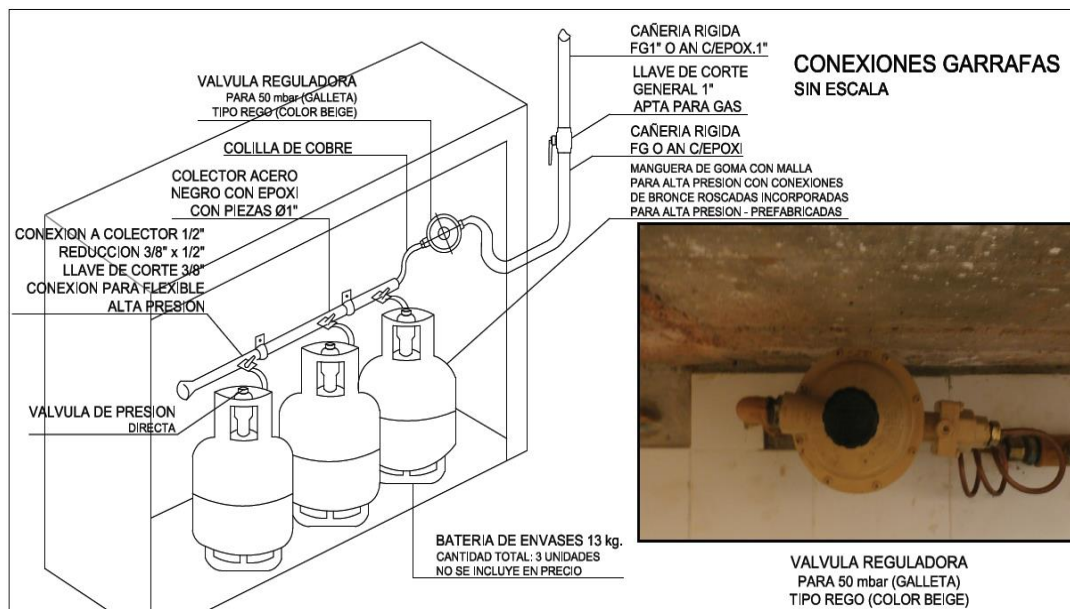 CONEXIONES GARRAFAS
SIN ESCALA
CAÑERIA RIGIDA
FG1" O AN C/EPOX.1"
LLAVE DE CORTE
GENERAL 1"
APTA PARA GAS
CAÑERIA RIGIDA
FG O AN C/EPOXI
MANGUERA DE GOMA CON MALLA
PARA ALTA PRESION CON CONEXIONES
DE BRONCE ROSCADAS INCORPORADAS
PARA ALTA PRESION - PREFABRICADAS
VALVULA REGULADORA
PARA 50 mbar (GALLETA)
TIPO REGO (COLOR BEIGE)
COLILLA DE COBRE
COLECTOR ACERO
NEGRO CON EPOXI
CON PIEZAS Ø1"
CONEXION A COLECTOR 1/2"
REDUCCION 3/8" x 1/2"
LLAVE DE CORTE 3/8"
CONEXION PARA FLEXIBLE
ALTA PRESION
VALVULA DE PRESION
DIRECTA
BATERIA DE ENVASES 13 kg.
CANTIDAD TOTAL: 3 UNIDADES
NO SE INCLUYE EN PRECIO
VALVULA REGULADORA
PARA 50 mbar (GALLETA)
TIPO REGO (COLOR BEIGE)